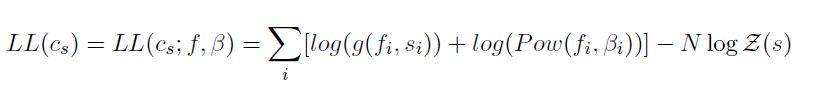 LL(c_s) = LL(c_s; f, β) = ∑_i [log(g(f_i, s_i)) + log(Pow(f_i, β_i))] − N log Ƶ(s)